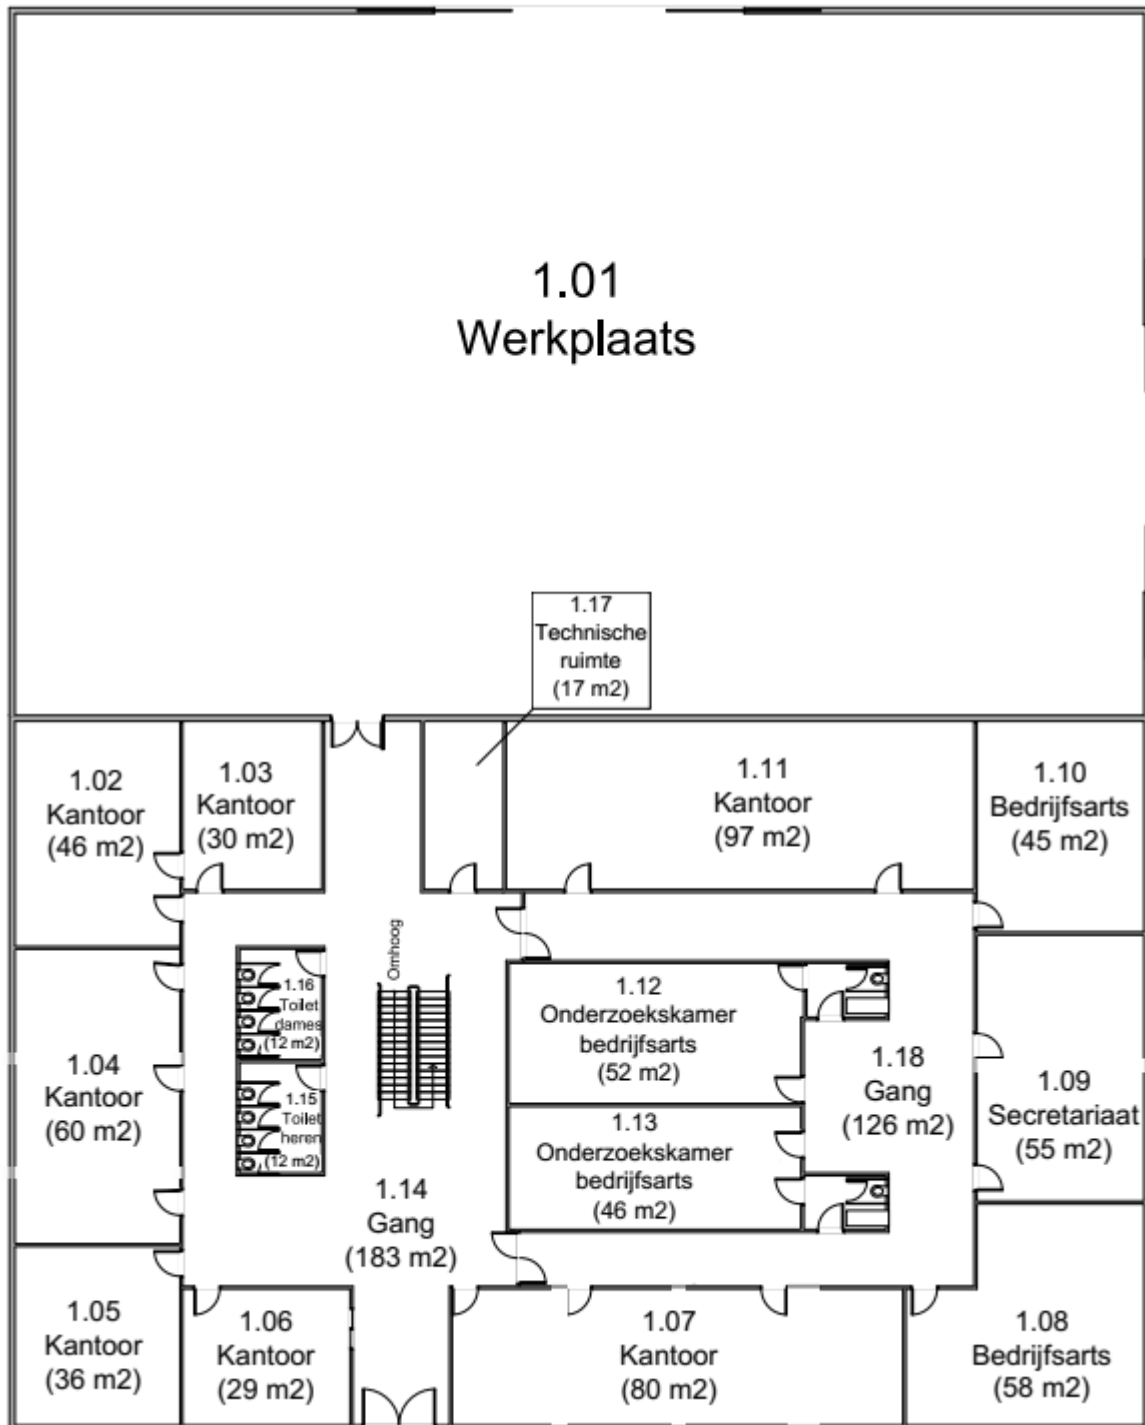 1.01
Werkplaats
1.17
Technische
ruimte
(17 m2)
1.02
Kantoor
(46 m2)
1.03
Kantoor
(30 m2)
1.11
Kantoor
(97 m2)
1.10
Bedrijfsarts
(45 m2)
Omhoog
1.16
Toilet
dames
(12 m2)
1.12
Onderzoekskamer
bedrijfsarts
(52 m2)
1.04
Kantoor
(60 m2)
1.15
Toilet
heren
(12 m2)
1.18
Gang
(126 m2)
1.09
Secretariaat
(55 m2)
1.13
Onderzoekskamer
bedrijfsarts
(46 m2)
1.14
Gang
(183 m2)
1.05
Kantoor
(36 m2)
1.06
Kantoor
(29 m2)
1.07
Kantoor
(80 m2)
1.08
Bedrijfsarts
(58 m2)